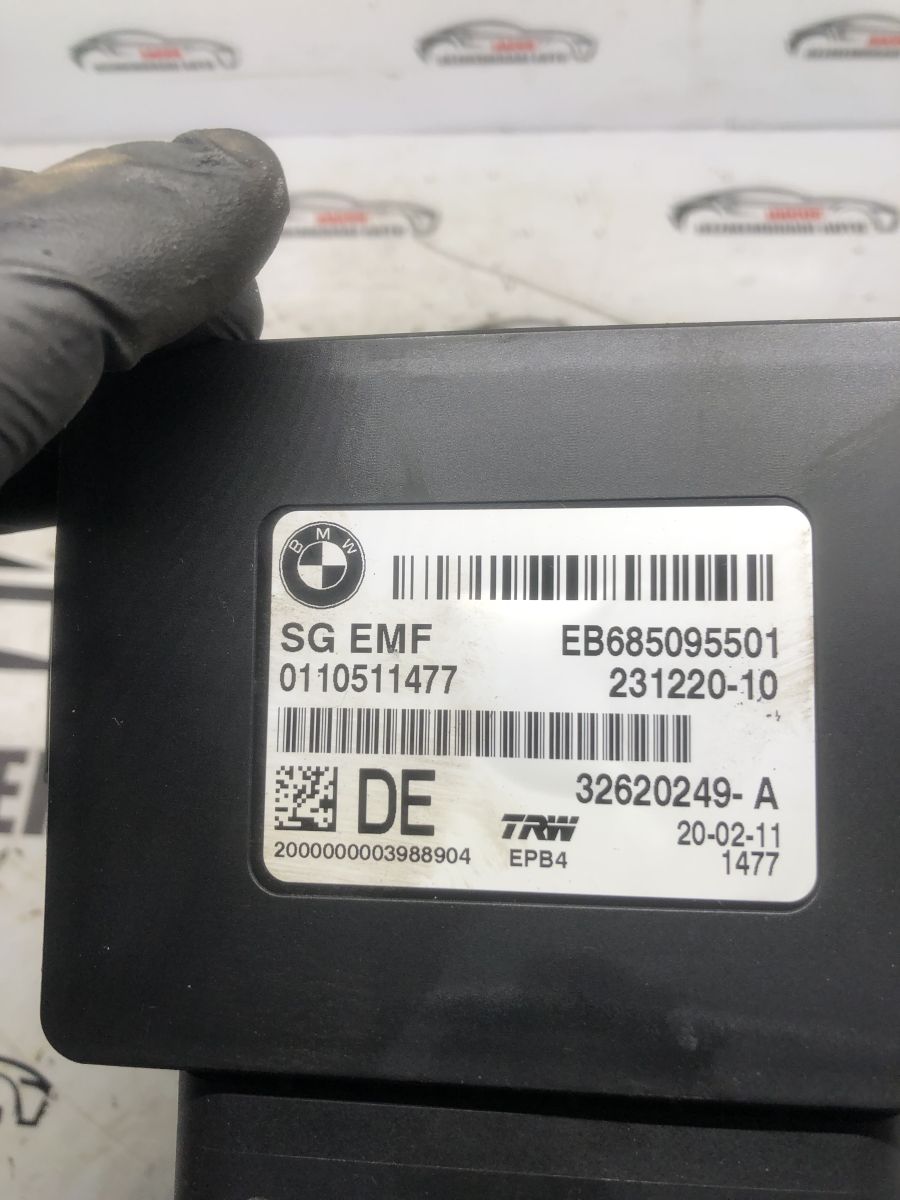 BMW
SG EMF
EB685095501
0110511477
231220-10
DE
32620249- A
TRW
20-02-11
2000000003988904
EPB4
1477